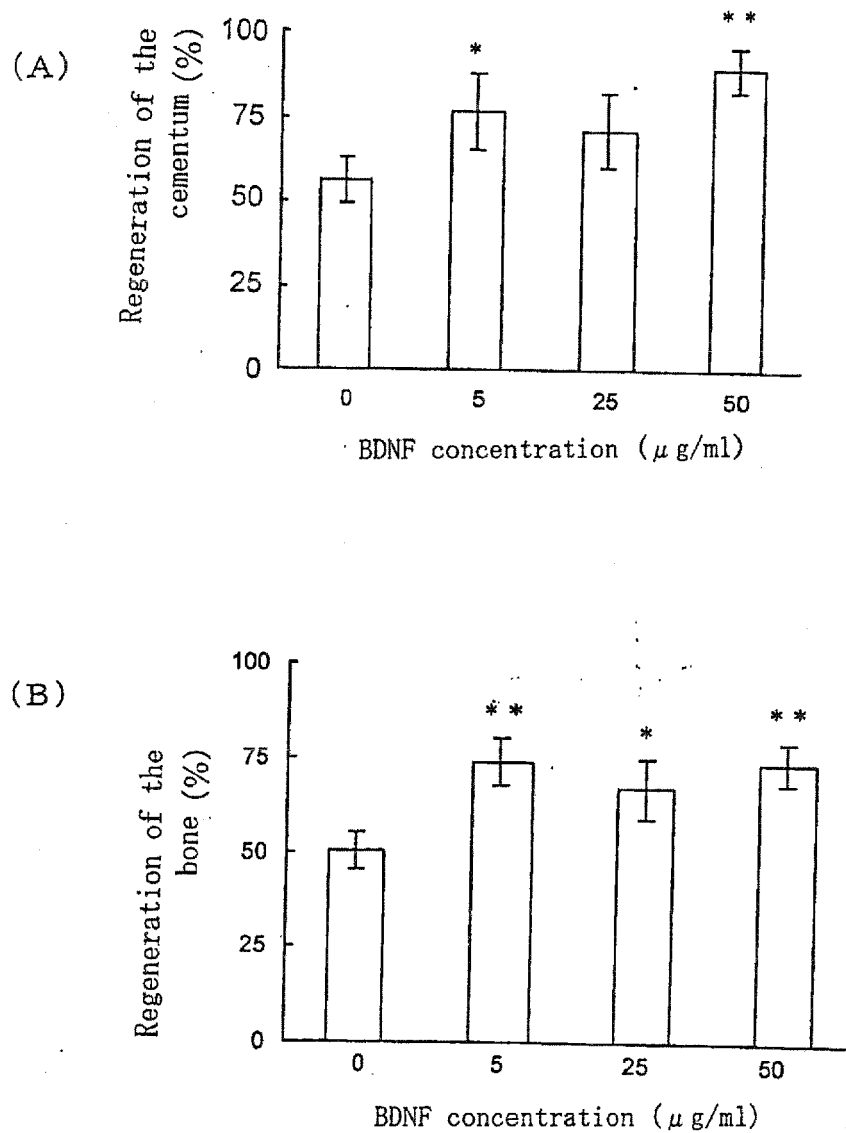 (A)
Regeneration of the
cementum (%)
100
75
50
25
0
*
**
0 5 25 50
BDNF concentration (μg/ml)
(B)
Regeneration of the
bone (%)
100
75
50
25
0
**
*
**
0 5 25 50
BDNF concentration (μg/ml)